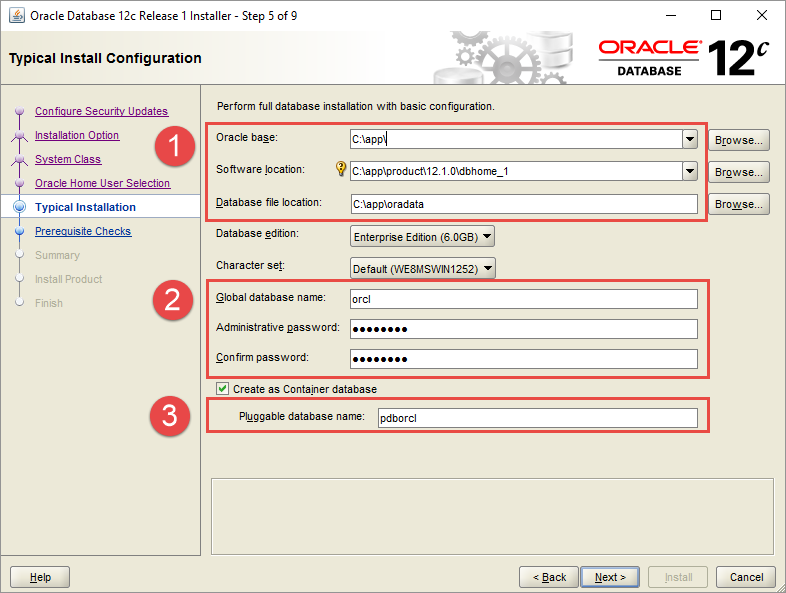 Oracle Database 12c Release 1 Installer - Step 5 of 9
Typical Install Configuration
ORACLE®
DATABASE
12c
Configure Security Updates
Installation Option
System Class
Oracle Home User Selection
Typical Installation
Prerequisite Checks
Summary
Install Product
Finish
Perform full database installation with basic configuration.
1
Oracle base: C:\app\ Browse...
Software location: C:\app\product\12.1.0\dbhome_1 Browse...
Database file location: C:\app\oradata Browse...
Database edition: Enterprise Edition (6.0GB)
Character set: Default (WE8MSWIN1252)
2
Global database name: orcl
Administrative password: ●●●●●●●●
Confirm password: ●●●●●●●●
Create as Container database
3
Pluggable database name: pdborcl
Help < Back Next > Install Cancel